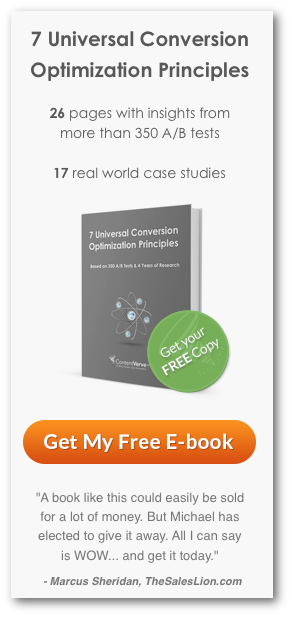 7 Universal Conversion
Optimization Principles
26 pages with insights from
more than 350 A/B tests
17 real world case studies
7 Universal Conversion
Optimization Principles
Based on 350 A/B Tests & 4 Years of Research
ContentVerve
Get your
FREE Copy
Get My Free E-book
"A book like this could easily be sold
for a lot of money. But Michael has
elected to give it away. All I can say
is WOW... and get it today."
- Marcus Sheridan, TheSalesLion.com